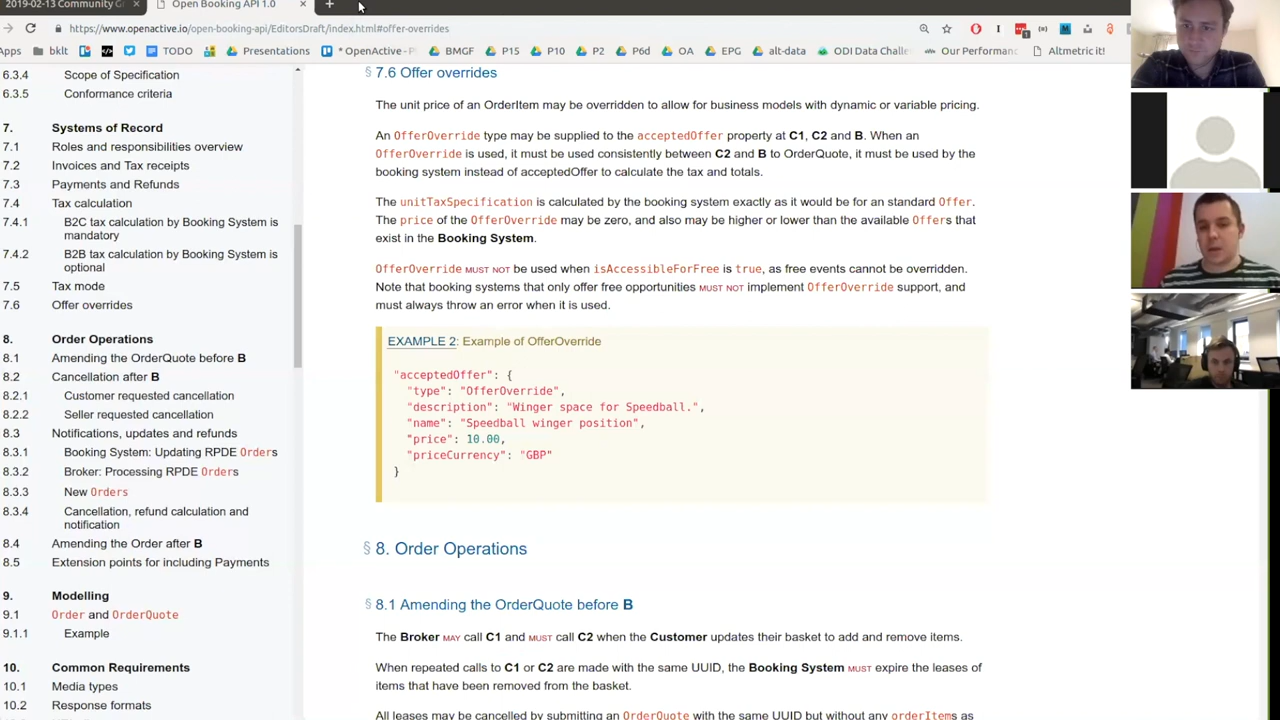 2019-02-13 Community G
Open Booking API 1.0
https://www.openactive.io/open-booking-api/EditorsDraft/index.html#offer-overrides
Apps
bklt
TODO
Presentations
* OpenActive - P
BMGF
P15
P10
P2
P6d
OA
EPG
alt-data
ODI Data Challe
Our Performanc
Altmetric it!
6.3.4 Scope of Specification
6.3.5 Conformance criteria
7. Systems of Record
7.1 Roles and responsibilities overview
7.2 Invoices and Tax receipts
7.3 Payments and Refunds
7.4 Tax calculation
7.4.1 B2C tax calculation by Booking System is
mandatory
7.4.2 B2B tax calculation by Booking System is
optional
7.5 Tax mode
7.6 Offer overrides
8. Order Operations
8.1 Amending the OrderQuote before B
8.2 Cancellation after B
8.2.1 Customer requested cancellation
8.2.2 Seller requested cancellation
8.3 Notifications, updates and refunds
8.3.1 Booking System: Updating RPDE Orders
8.3.2 Broker: Processing RPDE Orders
8.3.3 New Orders
8.3.4 Cancellation, refund calculation and
notification
8.4 Amending the Order after B
8.5 Extension points for including Payments
9. Modelling
9.1 Order and OrderQuote
9.1.1 Example
10. Common Requirements
10.1 Media types
10.2 Response formats
§ 7.6 Offer overrides
The unit price of an OrderItem may be overridden to allow for business models with dynamic or variable pricing.
An OfferOverride type may be supplied to the acceptedOffer property at C1, C2 and B. When an
OfferOverride is used, it must be used consistently between C2 and B to OrderQuote, it must be used by the
booking system instead of acceptedOffer to calculate the tax and totals.
The unitTaxSpecification is calculated by the booking system exactly as it would be for an standard Offer.
The price of the OfferOverride may be zero, and also may be higher or lower than the available Offers that
exist in the Booking System.
OfferOverride MUST NOT be used when isAccessibleForFree is true, as free events cannot be overridden.
Note that booking systems that only offer free opportunities MUST NOT implement OfferOverride support, and
must always throw an error when it is used.
EXAMPLE 2: Example of OfferOverride
"acceptedOffer": {
"type": "OfferOverride",
"description": "Winger space for Speedball.",
"name": "Speedball winger position",
"price": 10.00,
"priceCurrency": "GBP"
}
§ 8. Order Operations
§ 8.1 Amending the OrderQuote before B
The Broker MAY call C1 and MUST call C2 when the Customer updates their basket to add and remove items.
When repeated calls to C1 or C2 are made with the same UUID, the Booking System MUST expire the leases of
items that have been removed from the basket.
All leases may be cancelled by submitting an OrderQuote with the same UUID but without any orderItems as